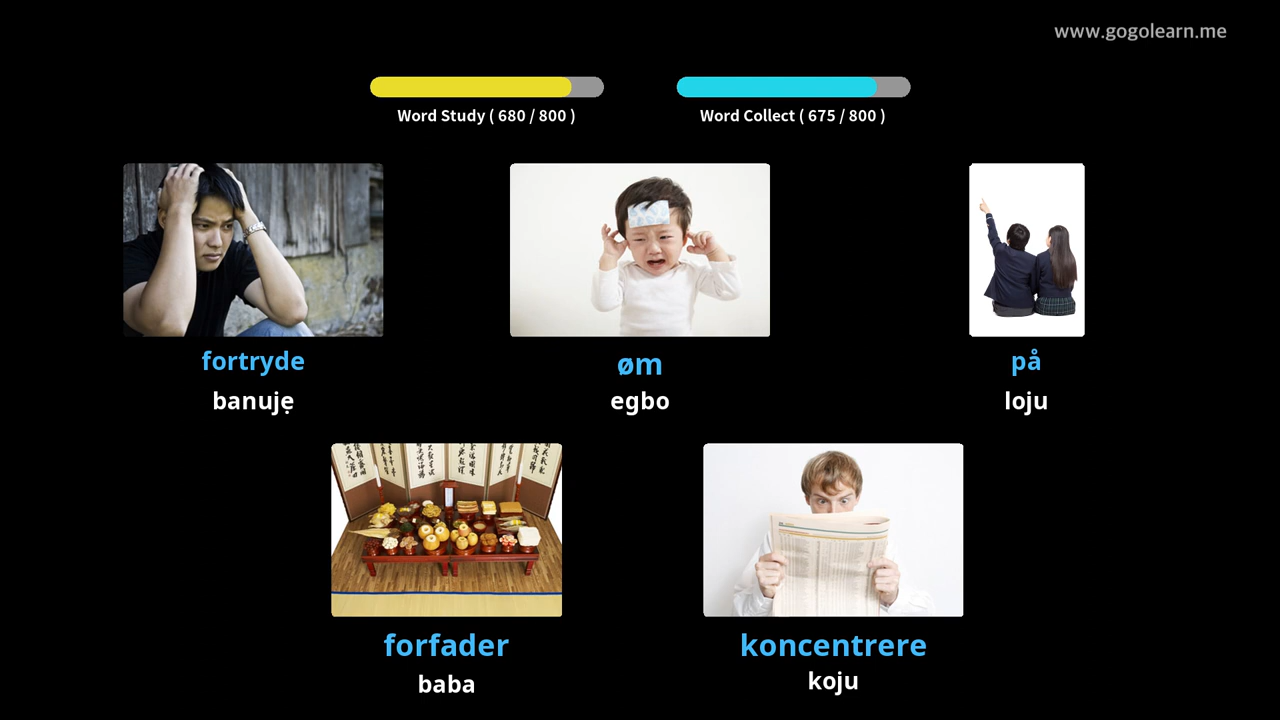 www.gogolearn.me
Word Study ( 680 / 800 )
Word Collect ( 675 / 800 )
fortryde
banujẹ
øm
egbo
på
loju
forfader
baba
koncentrere
koju